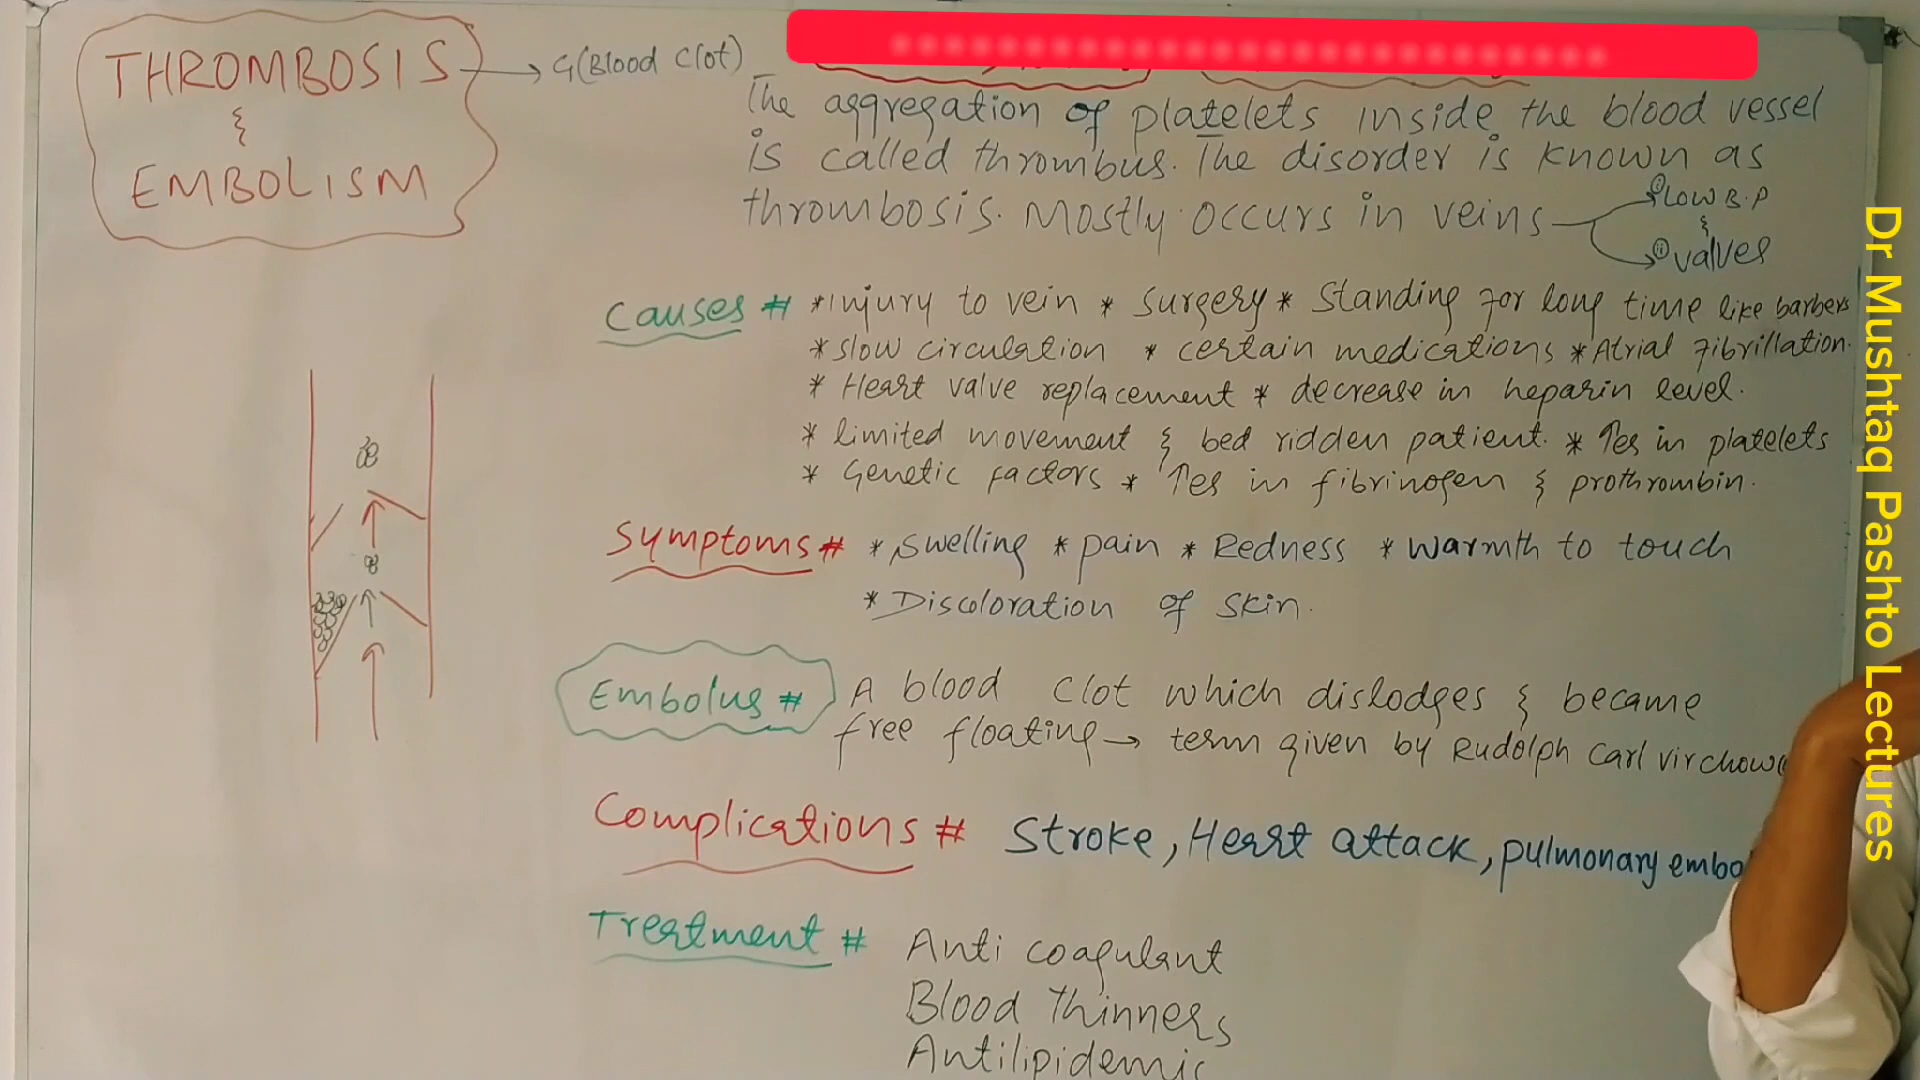 THROMBOSIS → G(Blood Clot)
&
EMBOLISM
The aggregation of platelets inside the blood vessel
is called thrombus. The disorder is known as
thrombosis. Mostly occurs in veins
(i) Low B.P
&
(ii) valves
Causes # *Injury to vein * Surgery * Standing for long time like barbers
*slow circulation * certain medications *Atrial fibrillation.
* Heart valve replacement * decrease in heparin level.
* limited movement & bed ridden patient. * ↑es in platelets
* Genetic factors * ↑es in fibrinogen & prothrombin.
Symptoms # *Swelling *pain *Redness *warmth to touch
*Discoloration of skin.
Embolus # A blood clot which dislodges & became
free floating → term given by Rudolph Carl virchow
Complications # Stroke, Heart attack, pulmonary embo
Treatment # Anti coagulant
Blood Thinners
Antilipidemic
Dr Mushtaq Pashto Lectures